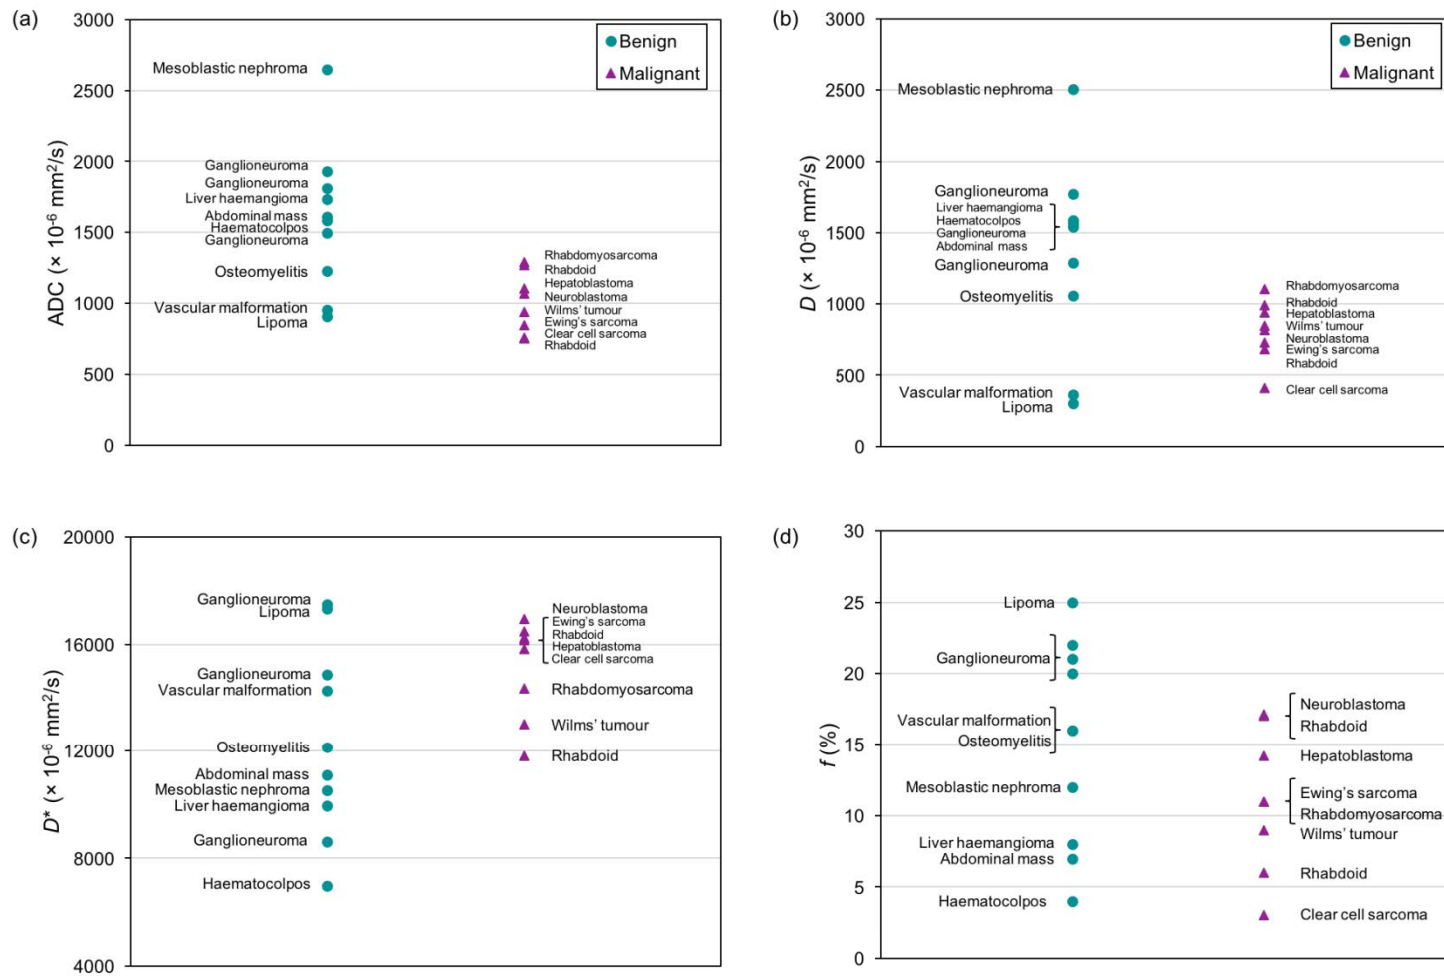 (a)
3000
2500
2000
1500
1000
500
0
ADC (× 10⁻⁶ mm²/s)
Benign
Malignant
Mesoblastic nephroma
Ganglioneuroma
Ganglioneuroma
Liver haemangioma
Abdominal mass
Haematocolpos
Ganglioneuroma
Osteomyelitis
Vascular malformation
Lipoma
Rhabdomyosarcoma
Rhabdoid
Hepatoblastoma
Neuroblastoma
Wilms' tumour
Ewing's sarcoma
Clear cell sarcoma
Rhabdoid
(b)
3000
2500
2000
1500
1000
500
0
D (× 10⁻⁶ mm²/s)
Benign
Malignant
Mesoblastic nephroma
Ganglioneuroma
Liver haemangioma
Haematocolpos
Ganglioneuroma
Abdominal mass
Ganglioneuroma
Osteomyelitis
Vascular malformation
Lipoma
Rhabdomyosarcoma
Rhabdoid
Hepatoblastoma
Wilms' tumour
Neuroblastoma
Ewing's sarcoma
Rhabdoid
Clear cell sarcoma
(c)
20000
16000
12000
8000
4000
D* (× 10⁻⁶ mm²/s)
Ganglioneuroma
Lipoma
Ganglioneuroma
Vascular malformation
Osteomyelitis
Abdominal mass
Mesoblastic nephroma
Liver haemangioma
Ganglioneuroma
Haematocolpos
Neuroblastoma
Ewing's sarcoma
Rhabdoid
Hepatoblastoma
Clear cell sarcoma
Rhabdomyosarcoma
Wilms' tumour
Rhabdoid
(d)
30
25
20
15
10
5
0
f (%)
Lipoma
Ganglioneuroma
Vascular malformation
Osteomyelitis
Mesoblastic nephroma
Liver haemangioma
Abdominal mass
Haematocolpos
Neuroblastoma
Rhabdoid
Hepatoblastoma
Ewing's sarcoma
Rhabdomyosarcoma
Wilms' tumour
Rhabdoid
Clear cell sarcoma